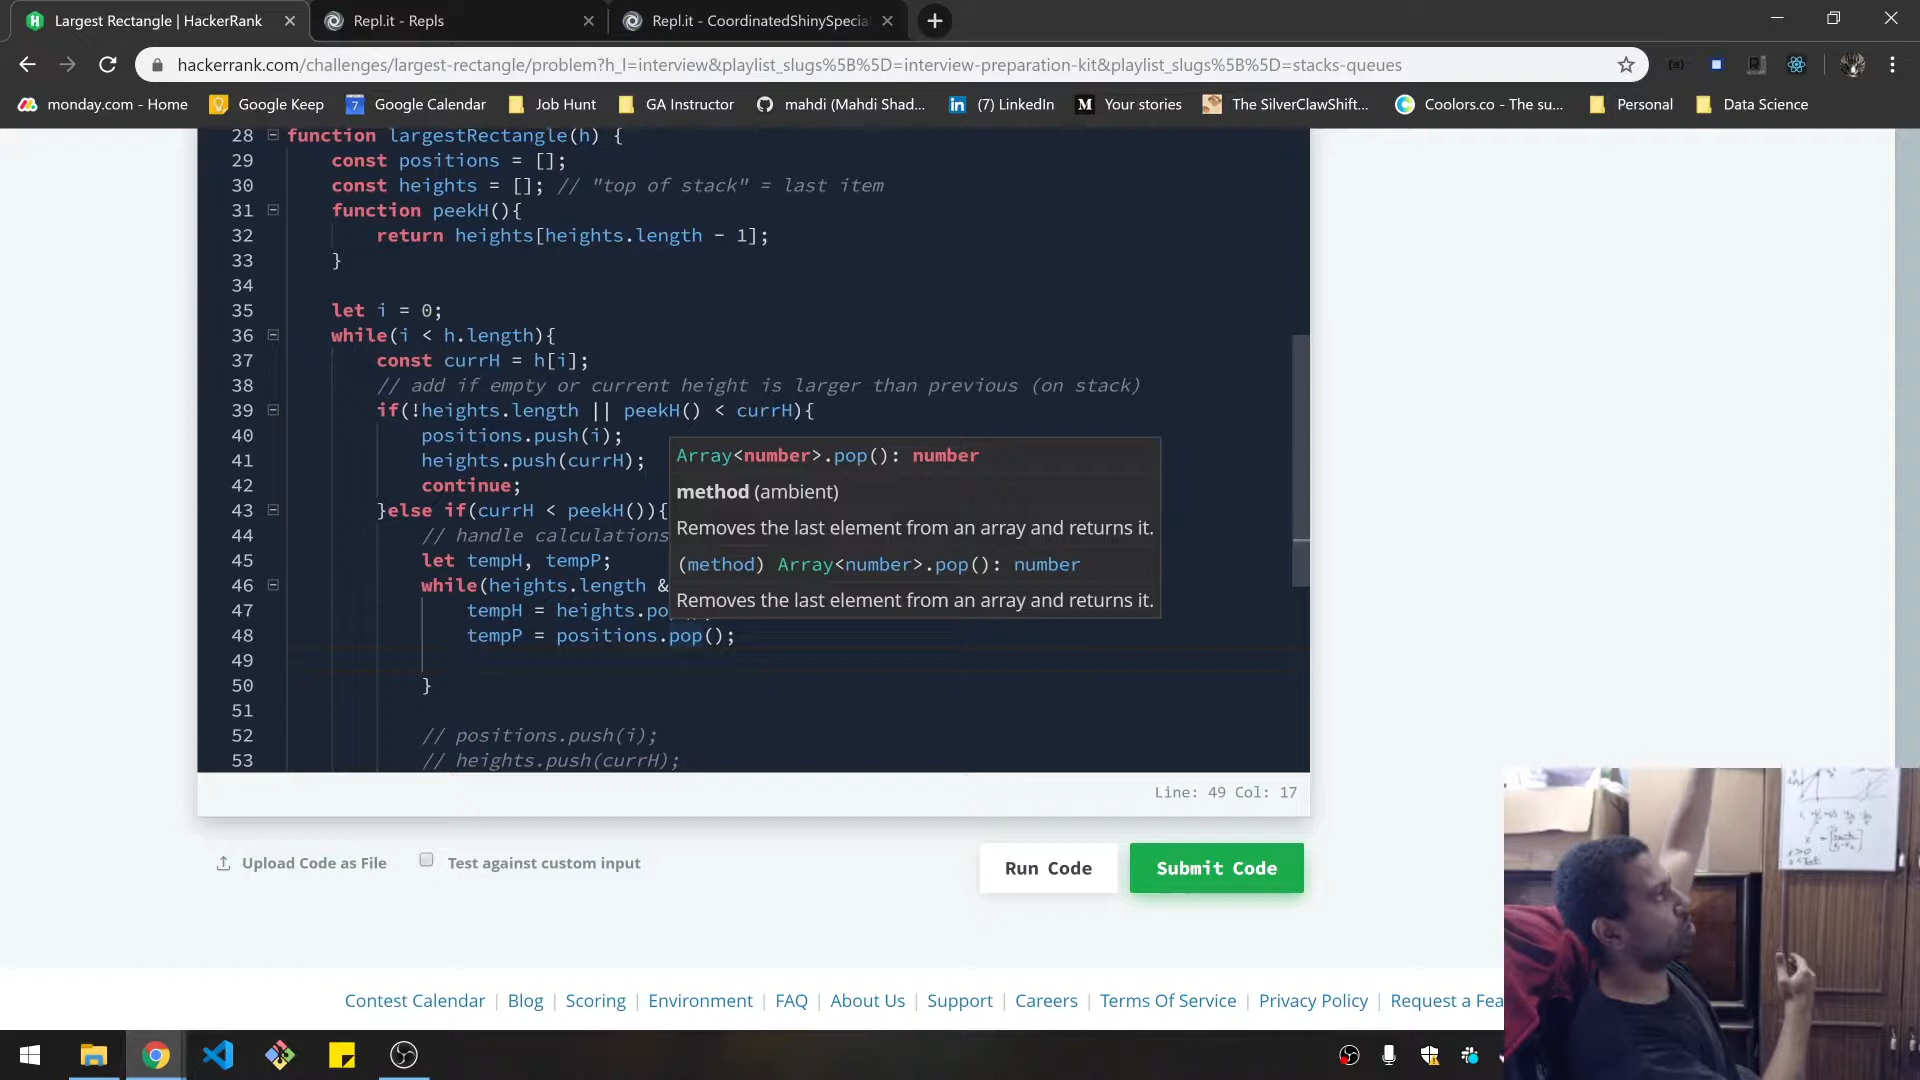 Largest Rectangle | HackerRank
Repl.it - Repls
Repl.it - CoordinatedShinySpecia
hackerrank.com/challenges/largest-rectangle/problem?h_l=interview&playlist_slugs%5B%5D=interview-preparation-kit&playlist_slugs%5B%5D=stacks-queues
monday.com - Home
Google Keep
7 Google Calendar
Job Hunt
GA Instructor
mahdi (Mahdi Shad...
in (7) LinkedIn
M Your stories
The SilverClawShift...
Coolors.co - The su...
Personal
Data Science
28 function largestRectangle(h) {
29 const positions = [];
30 const heights = []; // "top of stack" = last item
31 function peekH(){
32 return heights[heights.length - 1];
33 }
34
35 let i = 0;
36 while(i < h.length){
37 const currH = h[i];
38 // add if empty or current height is larger than previous (on stack)
39 if(!heights.length || peekH() < currH){
40 positions.push(i);
41 heights.push(currH);
42 continue;
43 }else if(currH < peekH()){
44 // handle calculations
45 let tempH, tempP;
46 while(heights.length &
47 tempH = heights.po
48 tempP = positions.pop();
49
50 }
51
52 // positions.push(i);
53 // heights.push(currH);
Array<number>.pop(): number
method (ambient)
Removes the last element from an array and returns it.
(method) Array<number>.pop(): number
Removes the last element from an array and returns it.
Line: 49 Col: 17
Upload Code as File
Test against custom input
Run Code
Submit Code
Contest Calendar | Blog | Scoring | Environment | FAQ | About Us | Support | Careers | Terms Of Service | Privacy Policy | Request a Fea